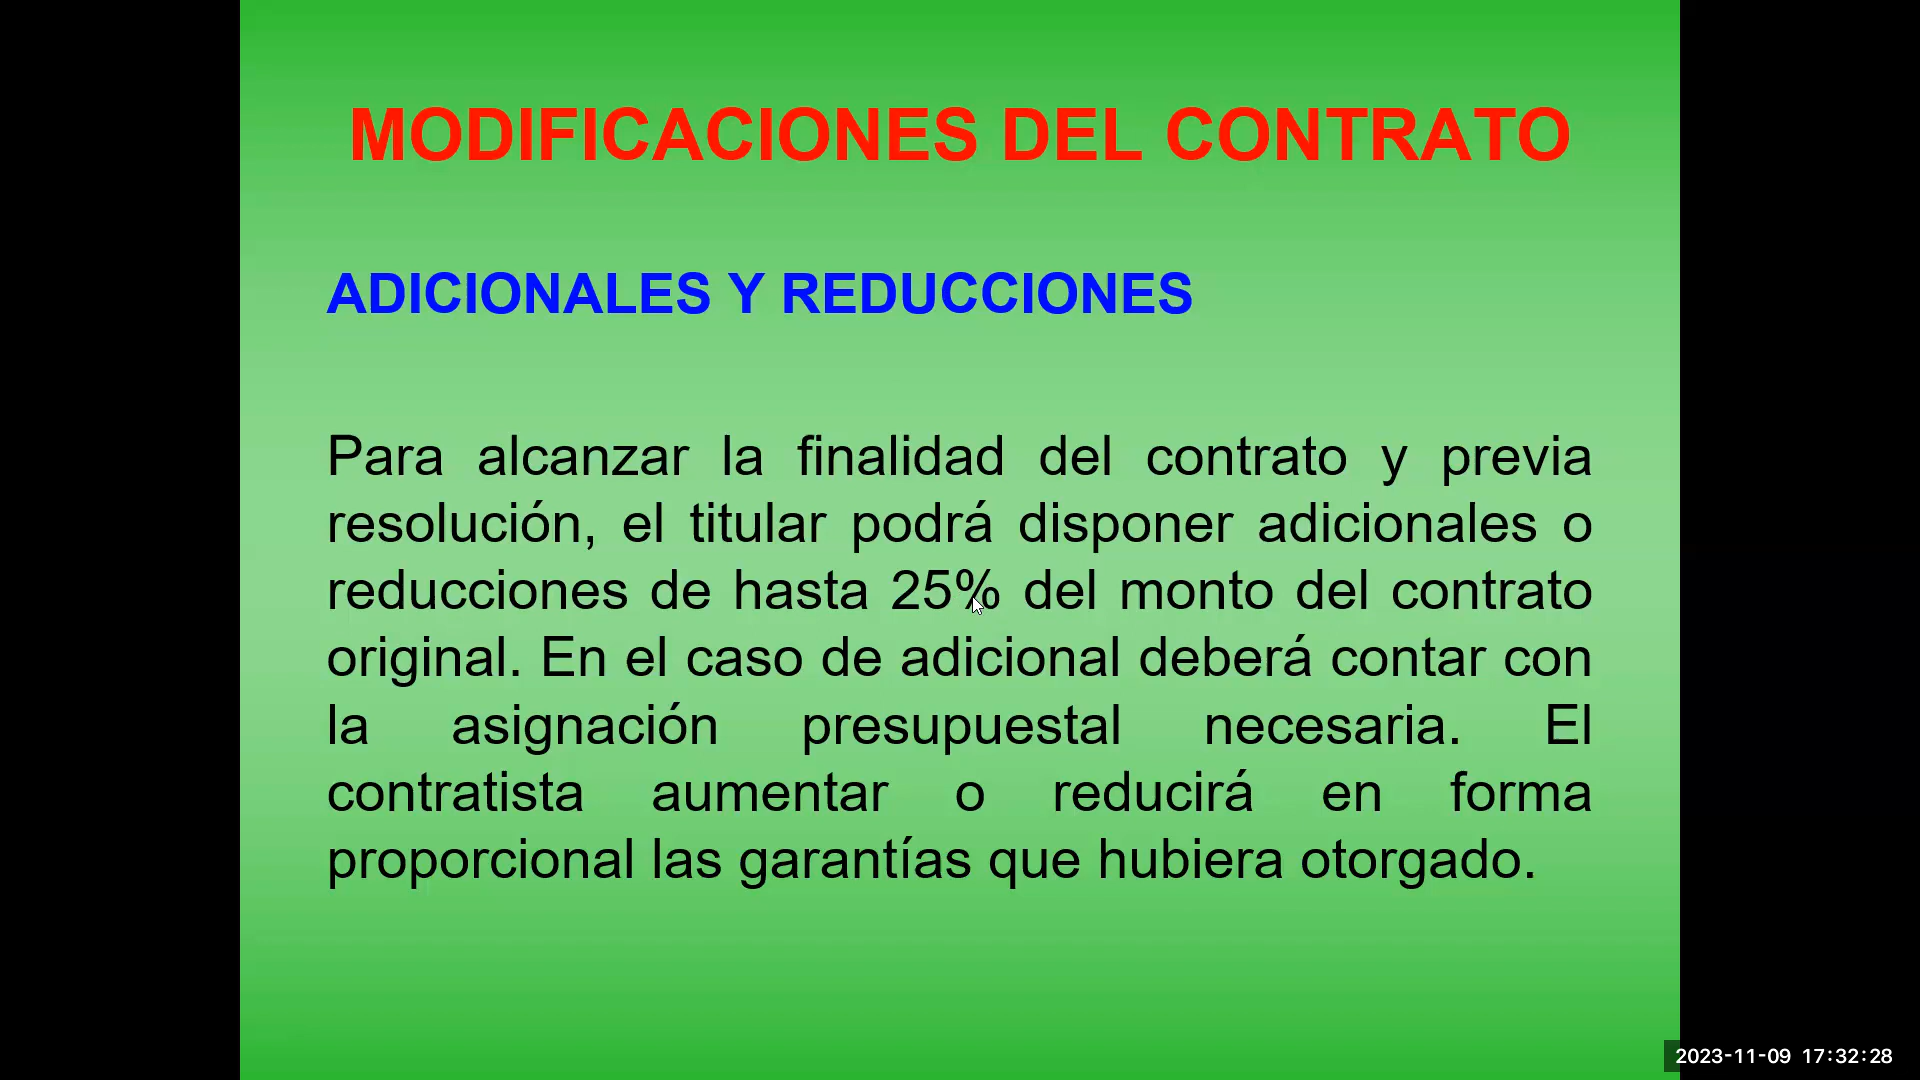 MODIFICACIONES DEL CONTRATO
ADICIONALES Y REDUCCIONES
Para alcanzar la finalidad del contrato y previa
resolución, el titular podrá disponer adicionales o
reducciones de hasta 25% del monto del contrato
original. En el caso de adicional deberá contar con
la asignación presupuestal necesaria. El
contratista aumentar o reducirá en forma
proporcional las garantías que hubiera otorgado.
2023-11-09 17:32:28